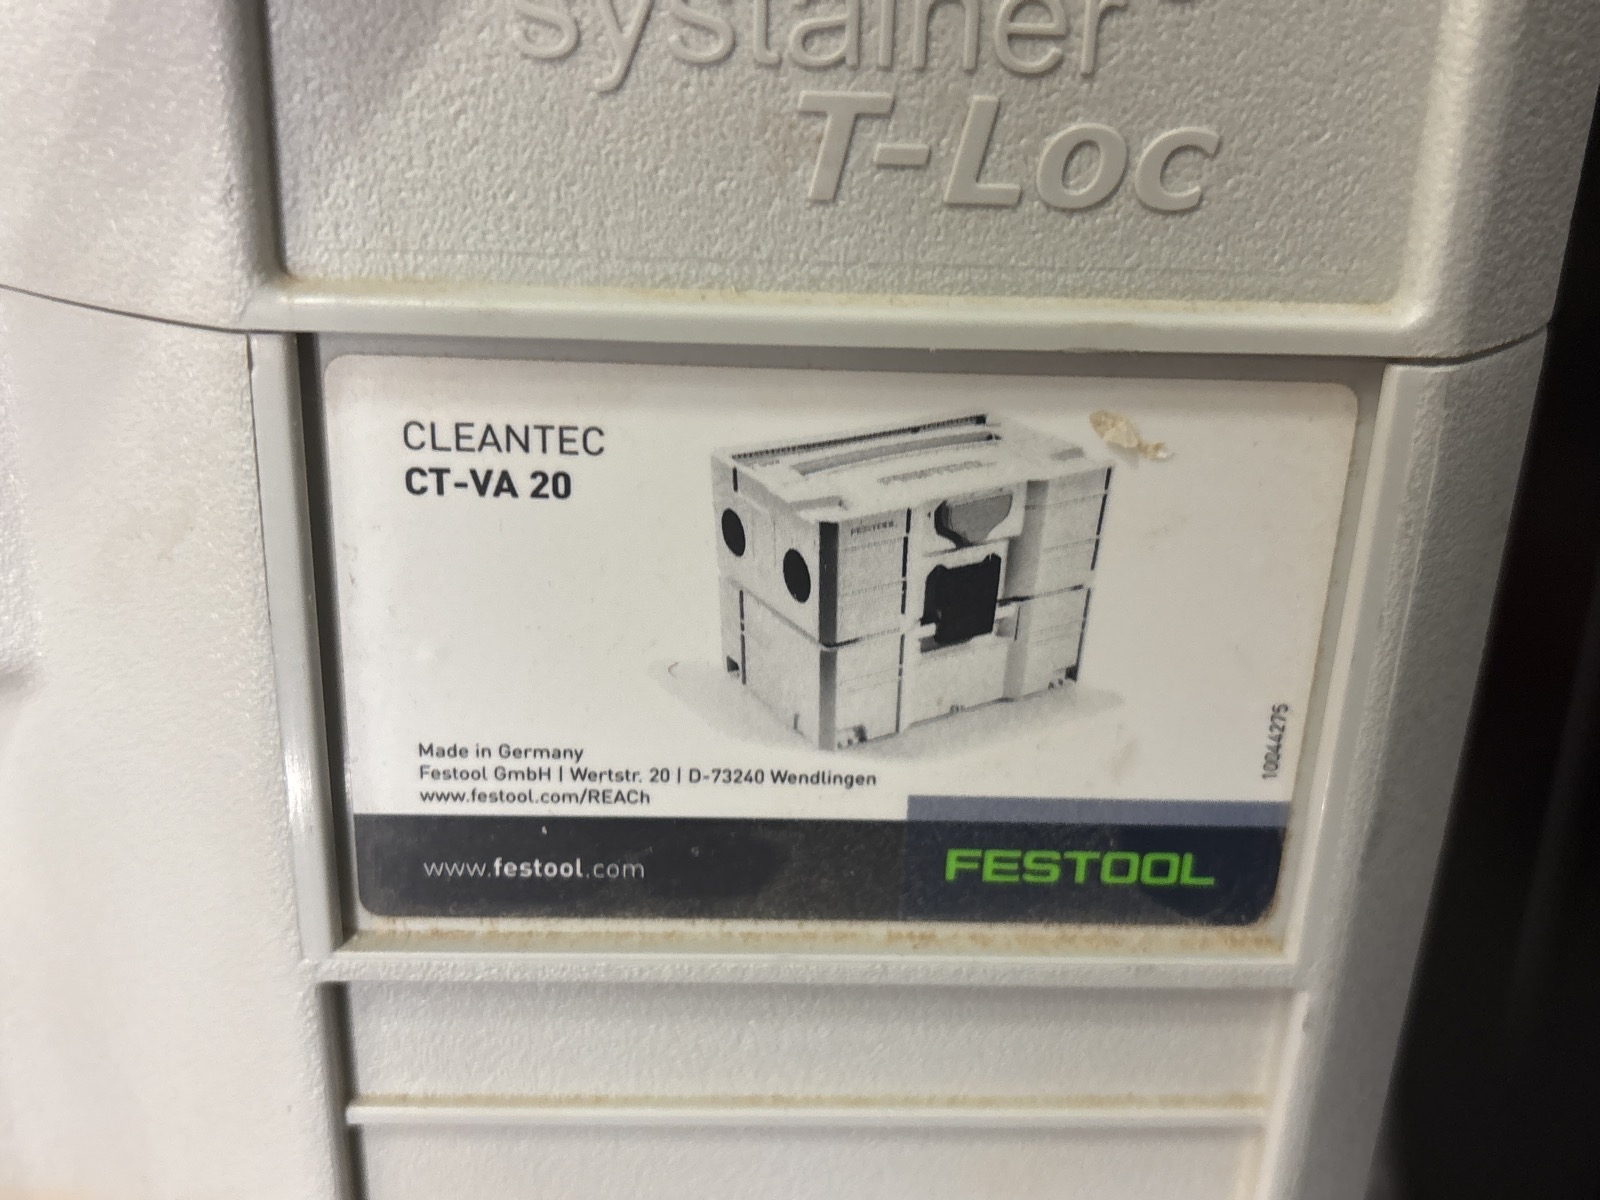 systainer
T-Loc
CLEANTEC
CT-VA 20
FESTOOL
Made in Germany
Festool GmbH | Wertstr. 20 | D-73240 Wendlingen
www.festool.com/REACh
10044275
www.festool.com
FESTOOL